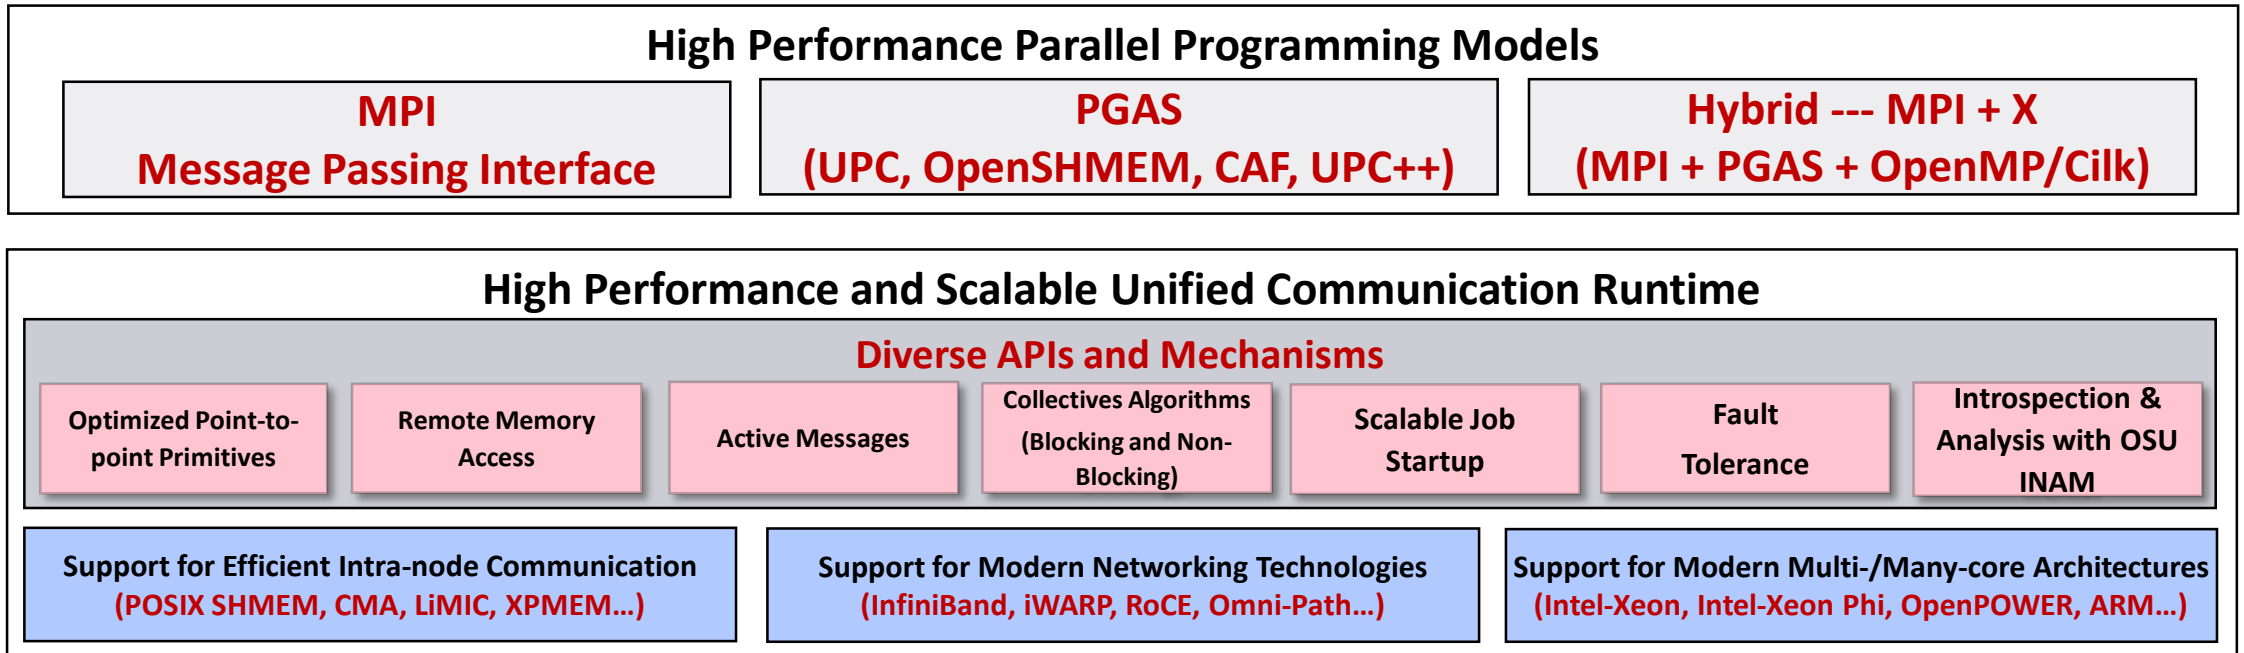 High Performance Parallel Programming Models
MPI
Message Passing Interface
PGAS
(UPC, OpenSHMEM, CAF, UPC++)
Hybrid --- MPI + X
(MPI + PGAS + OpenMP/Cilk)
High Performance and Scalable Unified Communication Runtime
Diverse APIs and Mechanisms
Optimized Point-to-
point Primitives
Remote Memory
Access
Active Messages
Collectives Algorithms
(Blocking and Non-
Blocking)
Scalable Job
Startup
Fault
Tolerance
Introspection &
Analysis with OSU
INAM
Support for Efficient Intra-node Communication
(POSIX SHMEM, CMA, LiMIC, XPMEM…)
Support for Modern Networking Technologies
(InfiniBand, iWARP, RoCE, Omni-Path…)
Support for Modern Multi-/Many-core Architectures
(Intel-Xeon, Intel-Xeon Phi, OpenPOWER, ARM…)